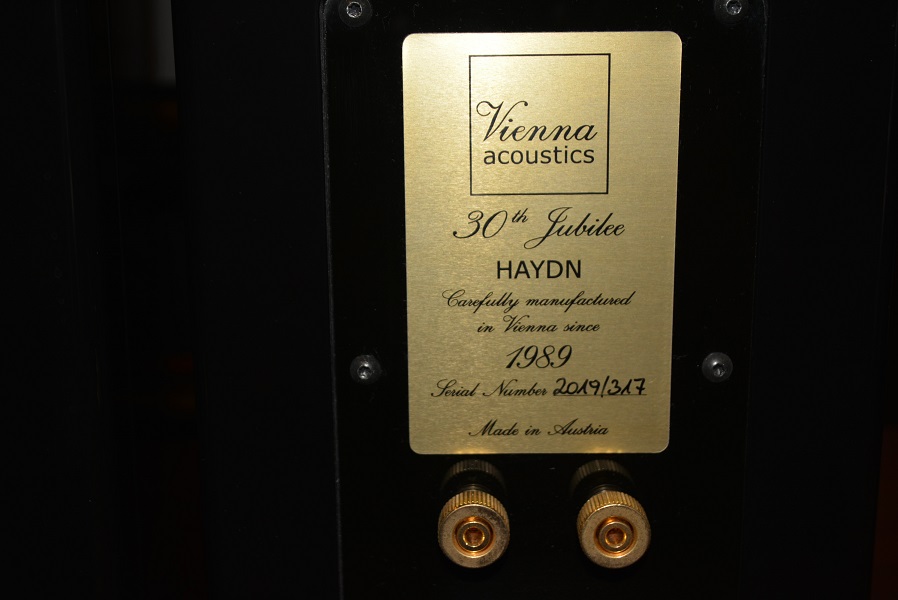 Vienna
acoustics
30th Jubilee
HAYDN
Carefully manufactured
in Vienna since
1989
Serial Number 2019/317
Made in Austria